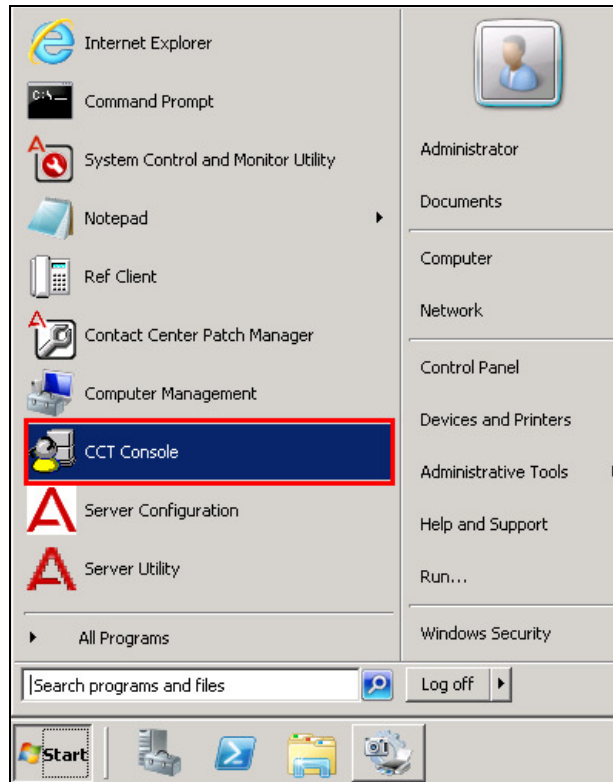 Internet Explorer
C:\
Command Prompt
System Control and Monitor Utility
Notepad
Ref Client
Contact Center Patch Manager
Computer Management
CCT Console
Server Configuration
Server Utility
All Programs
Search programs and files
Administrator
Documents
Computer
Network
Control Panel
Devices and Printers
Administrative Tools
Help and Support
Run...
Windows Security
Log off
Start